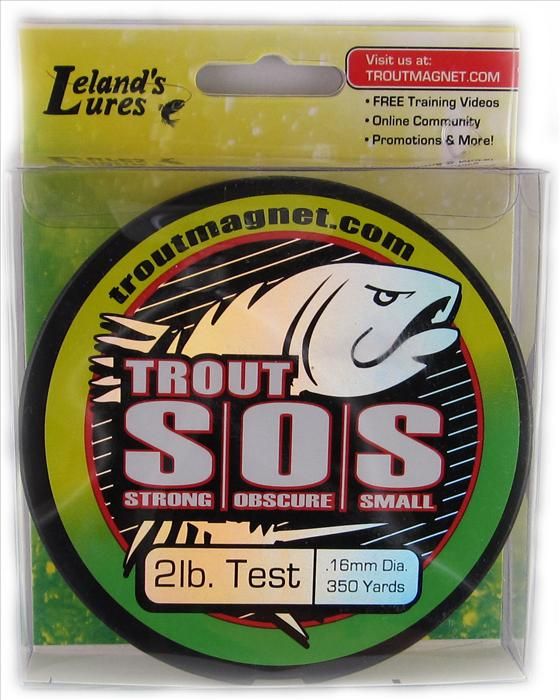 Leland's
Lures
Visit us at:
TROUTMAGNET.COM
• FREE Training Videos
• Online Community
• Promotions & More!
troutmagnet.com
TROUT
S|O|S
STRONG OBSCURE SMALL
2lb. Test
.16mm Dia.
350 Yards